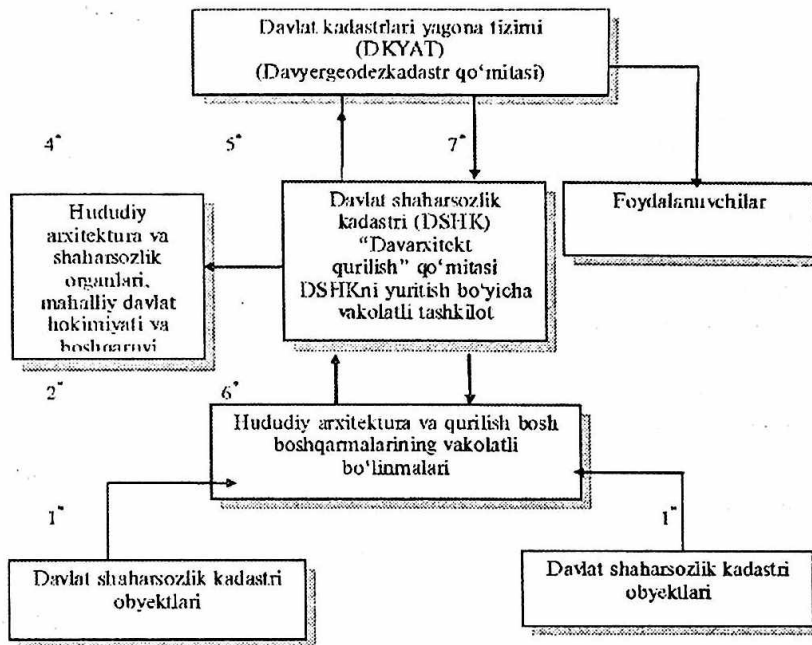 Davlat kadastrlari yagona tizimi
(DKYAT)
(Davyergeodezkadastr qo‘mitasi)
4*
5*
7*
Hududiy
arxitektura va
shaharsozlik
organlari,
mahalliy davlat
hokimiyati va
boshqaruvi
Davlat shaharsozlik
kadastri (DSHK)
“Davarxitekt
qurilish” qo‘mitasi
DSHKni yuritish bo‘yicha
vakolatli tashkilot
Foydalanuvchilar
2*
6*
Hududiy arxitektura va qurilish bosh
boshqarmalarining vakolatli
bo‘linmalari
1*
1*
Davlat shaharsozlik kadastri
obyektlari
Davlat shaharsozlik kadastri
obyektlari